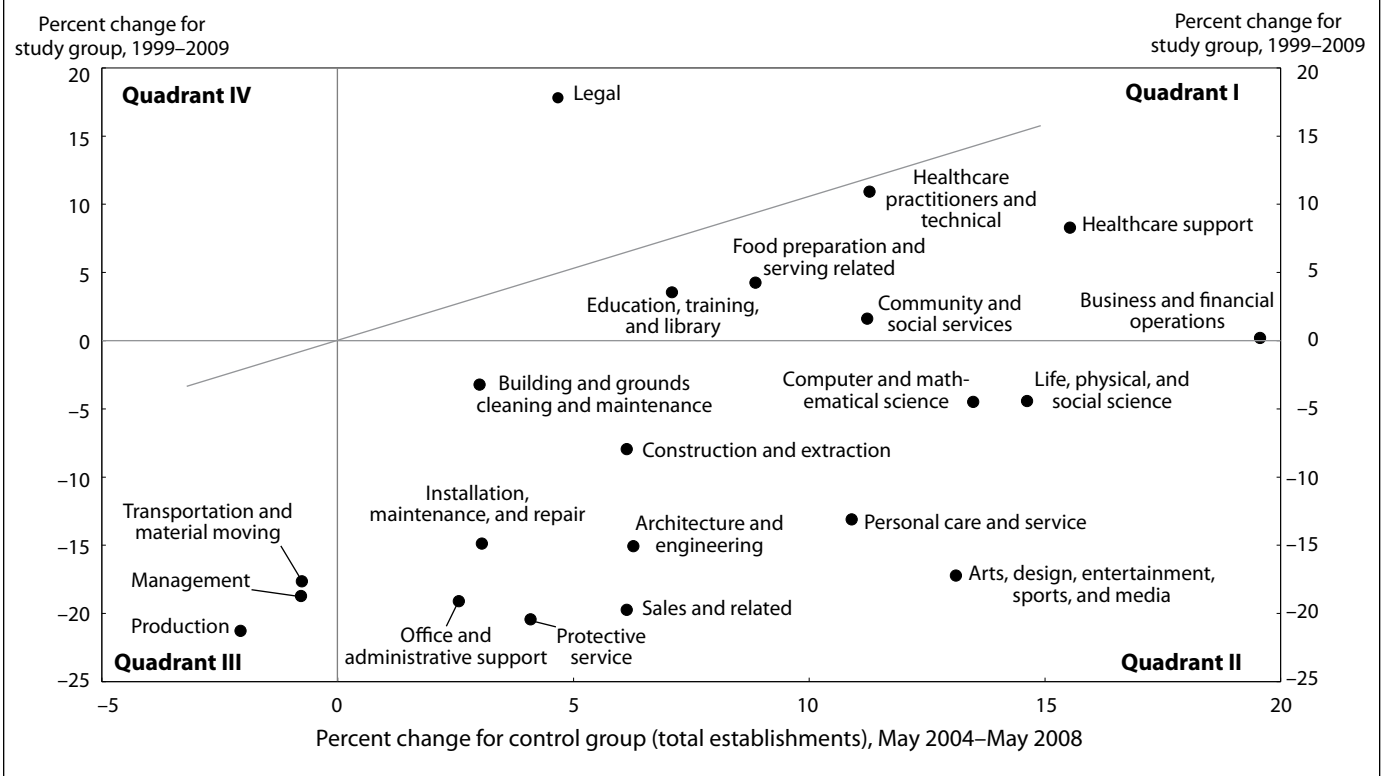 Percent change for
study group, 1999–2009
Percent change for
study group, 1999–2009
20
15
10
5
0
–5
–10
–15
–20
–25
20
15
10
5
0
–5
–10
–15
–20
–25
Quadrant IV
Quadrant I
Legal
Healthcare
practitioners and
technical
Healthcare support
Food preparation and
serving related
Education, training,
and library
Community and
social services
Business and financial
operations
Building and grounds
cleaning and maintenance
Computer and math-
ematical science
Life, physical, and
social science
Construction and extraction
Installation,
maintenance, and repair
Architecture and
engineering
Personal care and service
Transportation and
material moving
Management
Production
Arts, design, entertainment,
sports, and media
Sales and related
Office and
administrative support
Protective
service
Quadrant III
Quadrant II
–5
0
5
10
15
20
Percent change for control group (total establishments), May 2004–May 2008